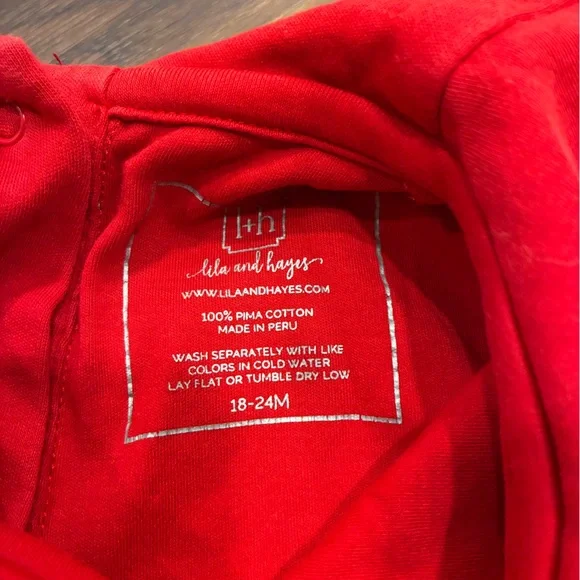 l+h
lila and hayes
WWW.LILAANDHAYES.COM
100% PIMA COTTON
MADE IN PERU
WASH SEPARATELY WITH LIKE
COLORS IN COLD WATER
LAY FLAT OR TUMBLE DRY LOW
18-24M